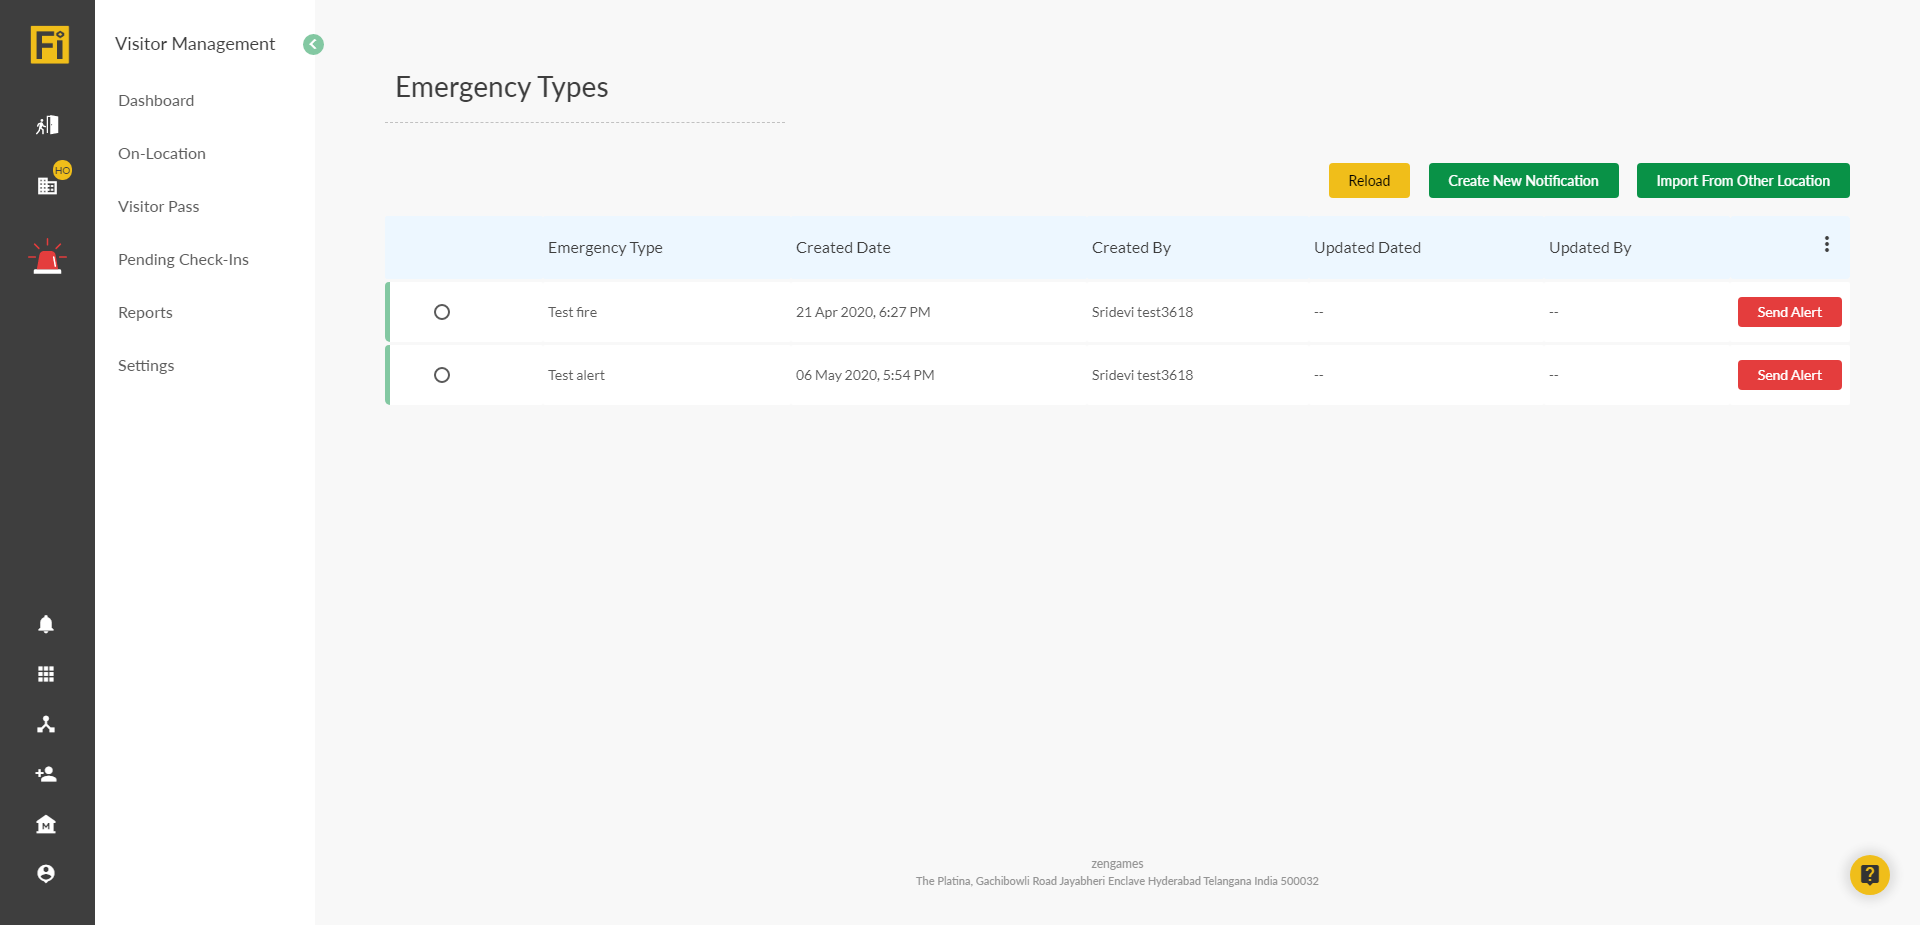 Fi
Visitor Management
HO
Dashboard
On-Location
Visitor Pass
Pending Check-Ins
Reports
Settings
M
Emergency Types
Reload
Create New Notification
Import From Other Location
Emergency Type Created Date Created By Updated Dated Updated By
Test fire 21 Apr 2020, 6:27 PM Sridevi test3618 -- -- Send Alert
Test alert 06 May 2020, 5:54 PM Sridevi test3618 -- -- Send Alert
zengames
The Platina, Gachibowli Road Jayabheri Enclave Hyderabad Telangana India 500032
?